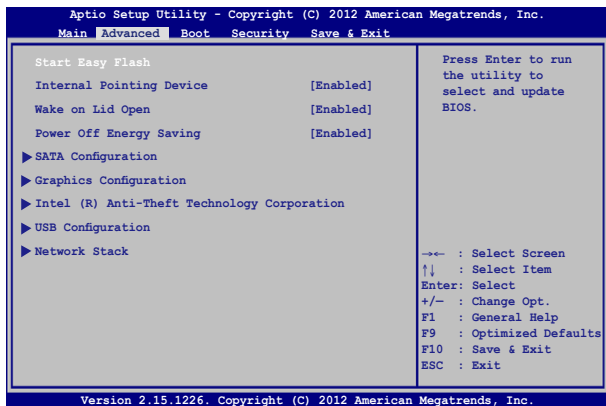 Aptio Setup Utility - Copyright (C) 2012 American Megatrends, Inc.
Main Advanced Boot Security Save & Exit
Start Easy Flash
Internal Pointing Device [Enabled]
Wake on Lid Open [Enabled]
Power Off Energy Saving [Enabled]
SATA Configuration
Graphics Configuration
Intel (R) Anti-Theft Technology Corporation
USB Configuration
Network Stack
Press Enter to run
the utility to
select and update
BIOS.
→← : Select Screen
↑↓ : Select Item
Enter: Select
+/— : Change Opt.
F1 : General Help
F9 : Optimized Defaults
F10 : Save & Exit
ESC : Exit
Version 2.15.1226. Copyright (C) 2012 American Megatrends, Inc.